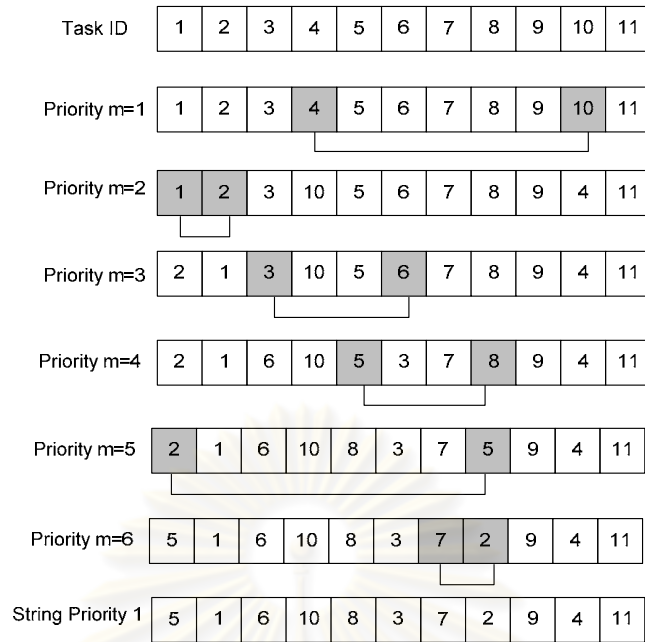 Task ID 1 2 3 4 5 6 7 8 9 10 11
Priority m=1 1 2 3 4 5 6 7 8 9 10 11
Priority m=2 1 2 3 10 5 6 7 8 9 4 11
Priority m=3 2 1 3 10 5 6 7 8 9 4 11
Priority m=4 2 1 6 10 5 3 7 8 9 4 11
Priority m=5 2 1 6 10 8 3 7 5 9 4 11
Priority m=6 5 1 6 10 8 3 7 2 9 4 11
String Priority 1 5 1 6 10 8 3 7 2 9 4 11